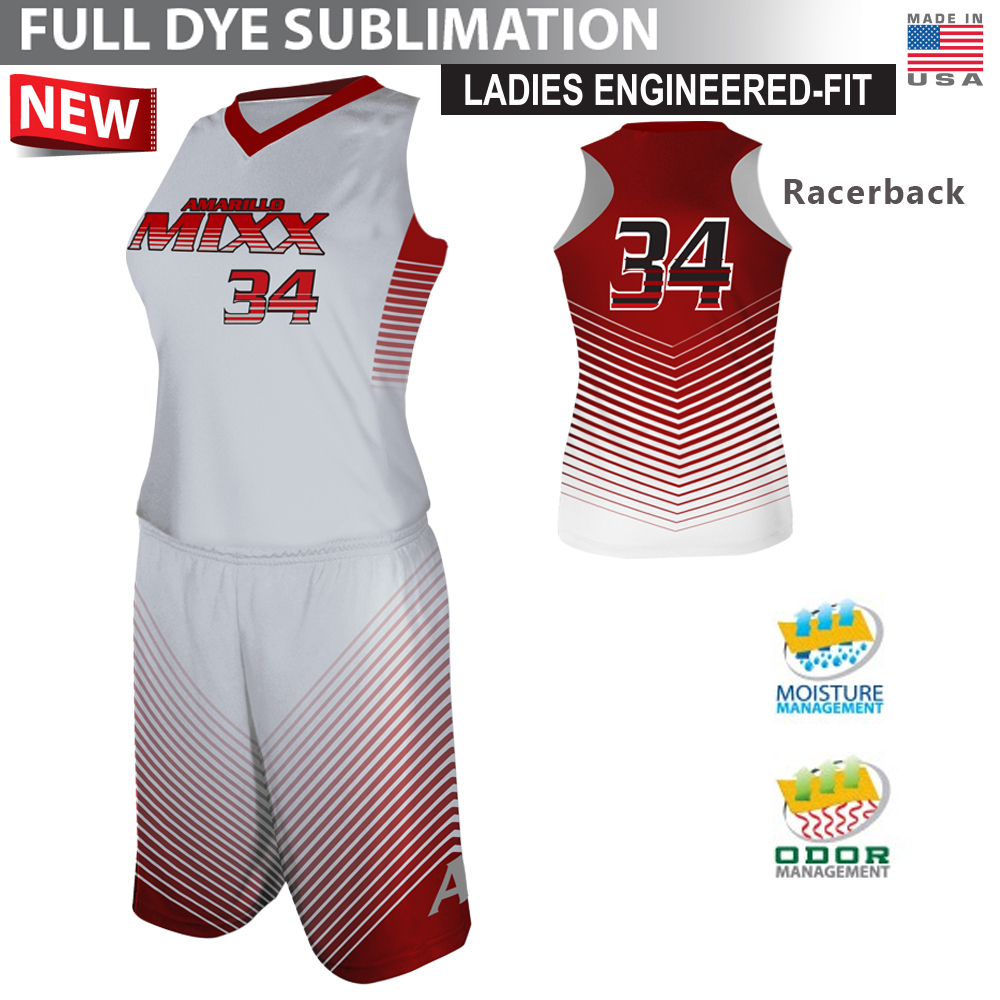 FULL DYE SUBLIMATION
MADE IN
USA
NEW
LADIES ENGINEERED-FIT
Racerback
AMARILLO
MIXX
34
34
A
MOISTURE
MANAGEMENT
ODOR
MANAGEMENT